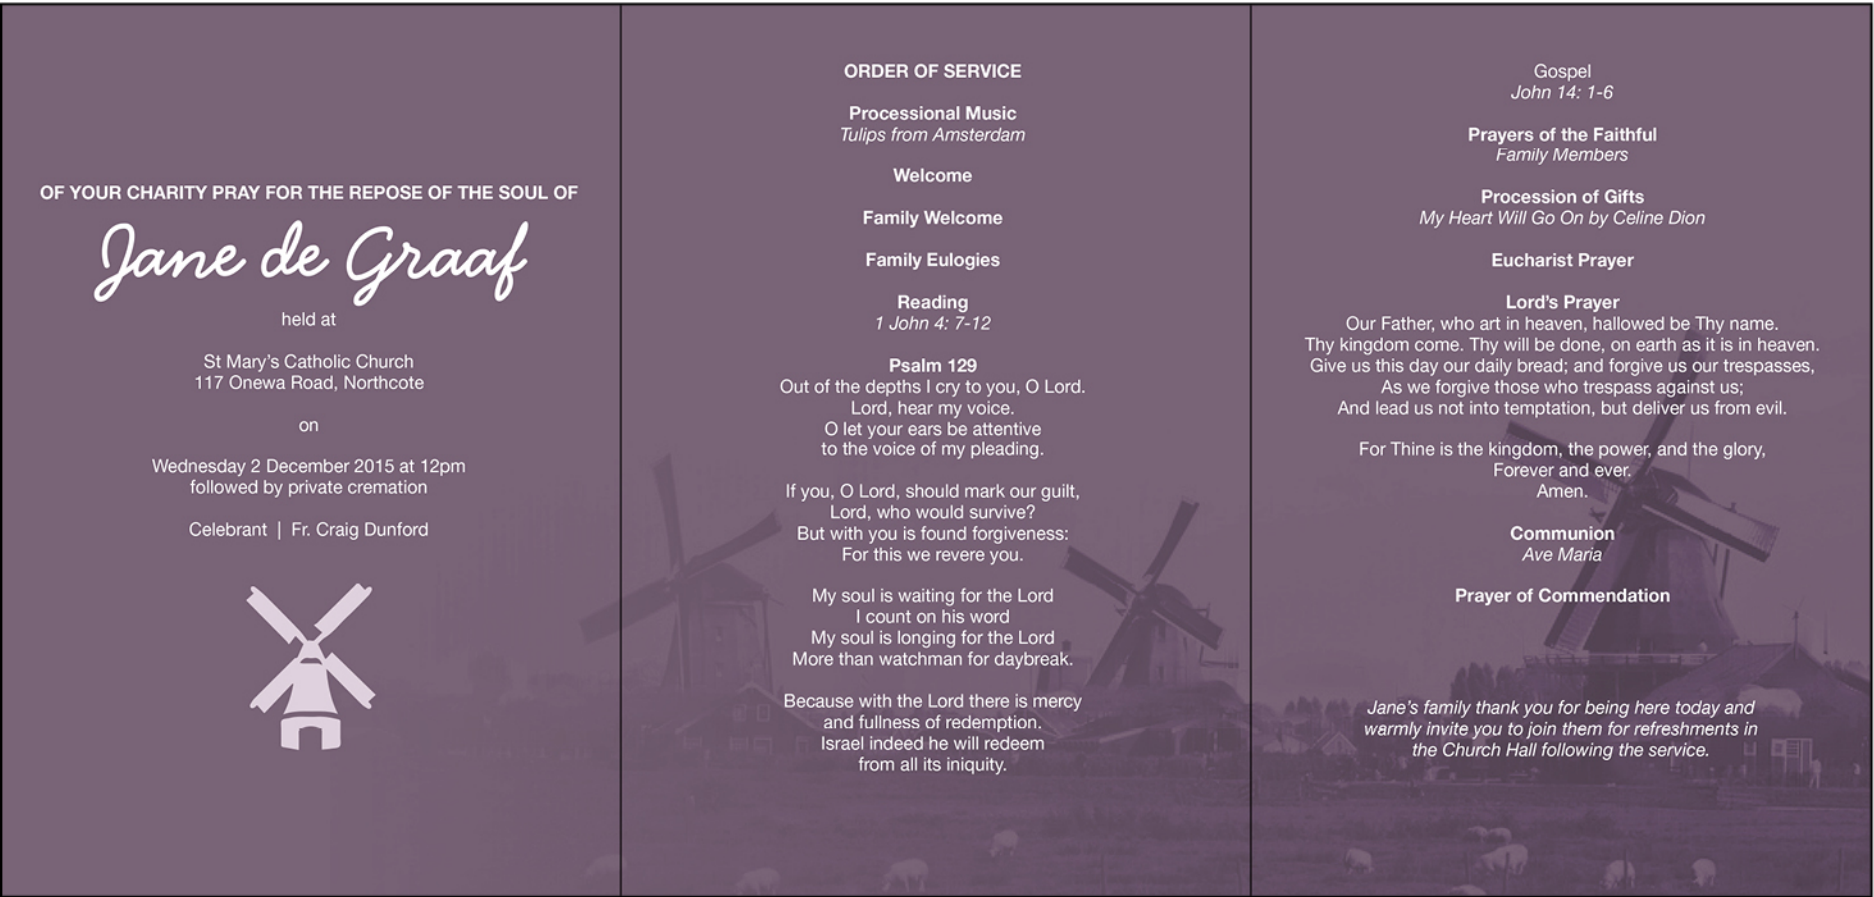 OF YOUR CHARITY PRAY FOR THE REPOSE OF THE SOUL OF
Jane de Graaf
held at
St Mary's Catholic Church
117 Onewa Road, Northcote
on
Wednesday 2 December 2015 at 12pm
followed by private cremation
Celebrant | Fr. Craig Dunford
ORDER OF SERVICE
Processional Music
Tulips from Amsterdam
Welcome
Family Welcome
Family Eulogies
Reading
1 John 4: 7-12
Psalm 129
Out of the depths I cry to you, O Lord.
Lord, hear my voice.
O let your ears be attentive
to the voice of my pleading.
If you, O Lord, should mark our guilt,
Lord, who would survive?
But with you is found forgiveness:
For this we revere you.
My soul is waiting for the Lord
I count on his word
My soul is longing for the Lord
More than watchman for daybreak.
Because with the Lord there is mercy
and fullness of redemption.
Israel indeed he will redeem
from all its iniquity.
Gospel
John 14: 1-6
Prayers of the Faithful
Family Members
Procession of Gifts
My Heart Will Go On by Celine Dion
Eucharist Prayer
Lord's Prayer
Our Father, who art in heaven, hallowed be Thy name.
Thy kingdom come. Thy will be done, on earth as it is in heaven.
Give us this day our daily bread; and forgive us our trespasses,
As we forgive those who trespass against us;
And lead us not into temptation, but deliver us from evil.
For Thine is the kingdom, the power, and the glory,
Forever and ever.
Amen.
Communion
Ave Maria
Prayer of Commendation
Jane's family thank you for being here today and
warmly invite you to join them for refreshments in
the Church Hall following the service.